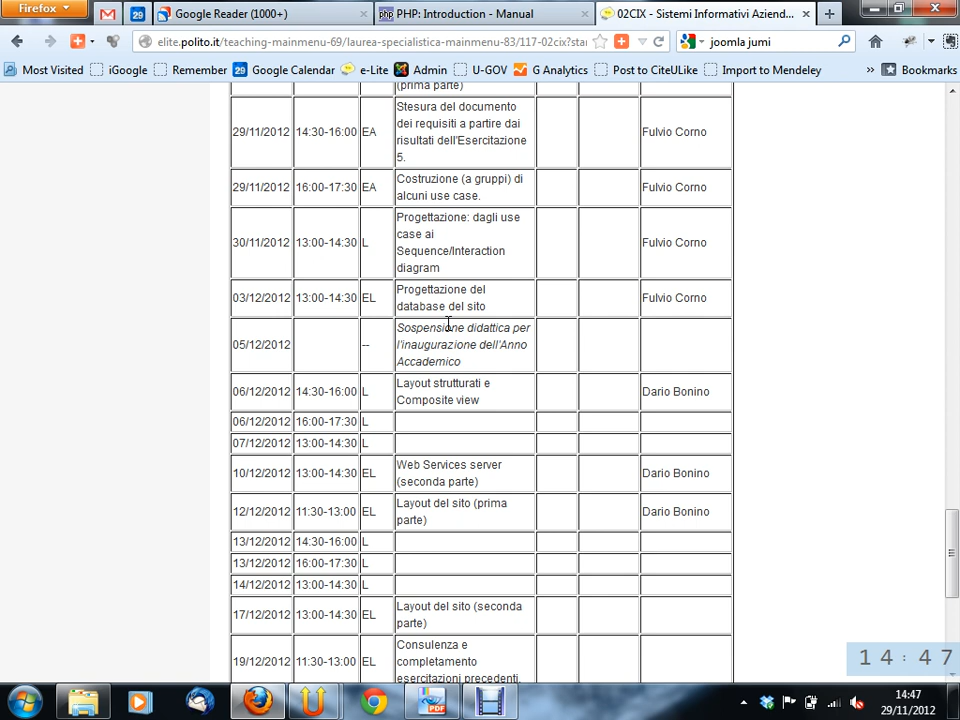 Firefox
Google Reader (1000+)
PHP: Introduction - Manual
02CIX - Sistemi Informativi Aziend...
elite.polito.it/teaching-mainmenu-69/laurea-specialistica-mainmenu-83/117-02cix?star
joomla jumi
Most Visited
iGoogle
Remember
29 Google Calendar
e-Lite
Admin
U-GOV
G Analytics
Post to CiteULike
Import to Mendeley
»
Bookmarks
(prima parte)
29/11/2012 14:30-16:00 EA Stesura del documento Fulvio Corno
dei requisiti a partire dai
risultati dell'Esercitazione
5.
29/11/2012 16:00-17:30 EA Costruzione (a gruppi) di Fulvio Corno
alcuni use case.
30/11/2012 13:00-14:30 L Progettazione: dagli use Fulvio Corno
case ai
Sequence/Interaction
diagram
03/12/2012 13:00-14:30 EL Progettazione del Fulvio Corno
database del sito
05/12/2012 -- Sospensione didattica per
l'inaugurazione dell'Anno
Accademico
06/12/2012 14:30-16:00 L Layout strutturati e Dario Bonino
Composite view
06/12/2012 16:00-17:30 L
07/12/2012 13:00-14:30 L
10/12/2012 13:00-14:30 EL Web Services server Dario Bonino
(seconda parte)
12/12/2012 11:30-13:00 EL Layout del sito (prima Dario Bonino
parte)
13/12/2012 14:30-16:00 L
13/12/2012 16:00-17:30 L
14/12/2012 13:00-14:30 L
17/12/2012 13:00-14:30 EL Layout del sito (seconda
parte)
19/12/2012 11:30-13:00 EL Consulenza e
completamento
esercitazioni precedenti.
14:47
14:47
29/11/2012